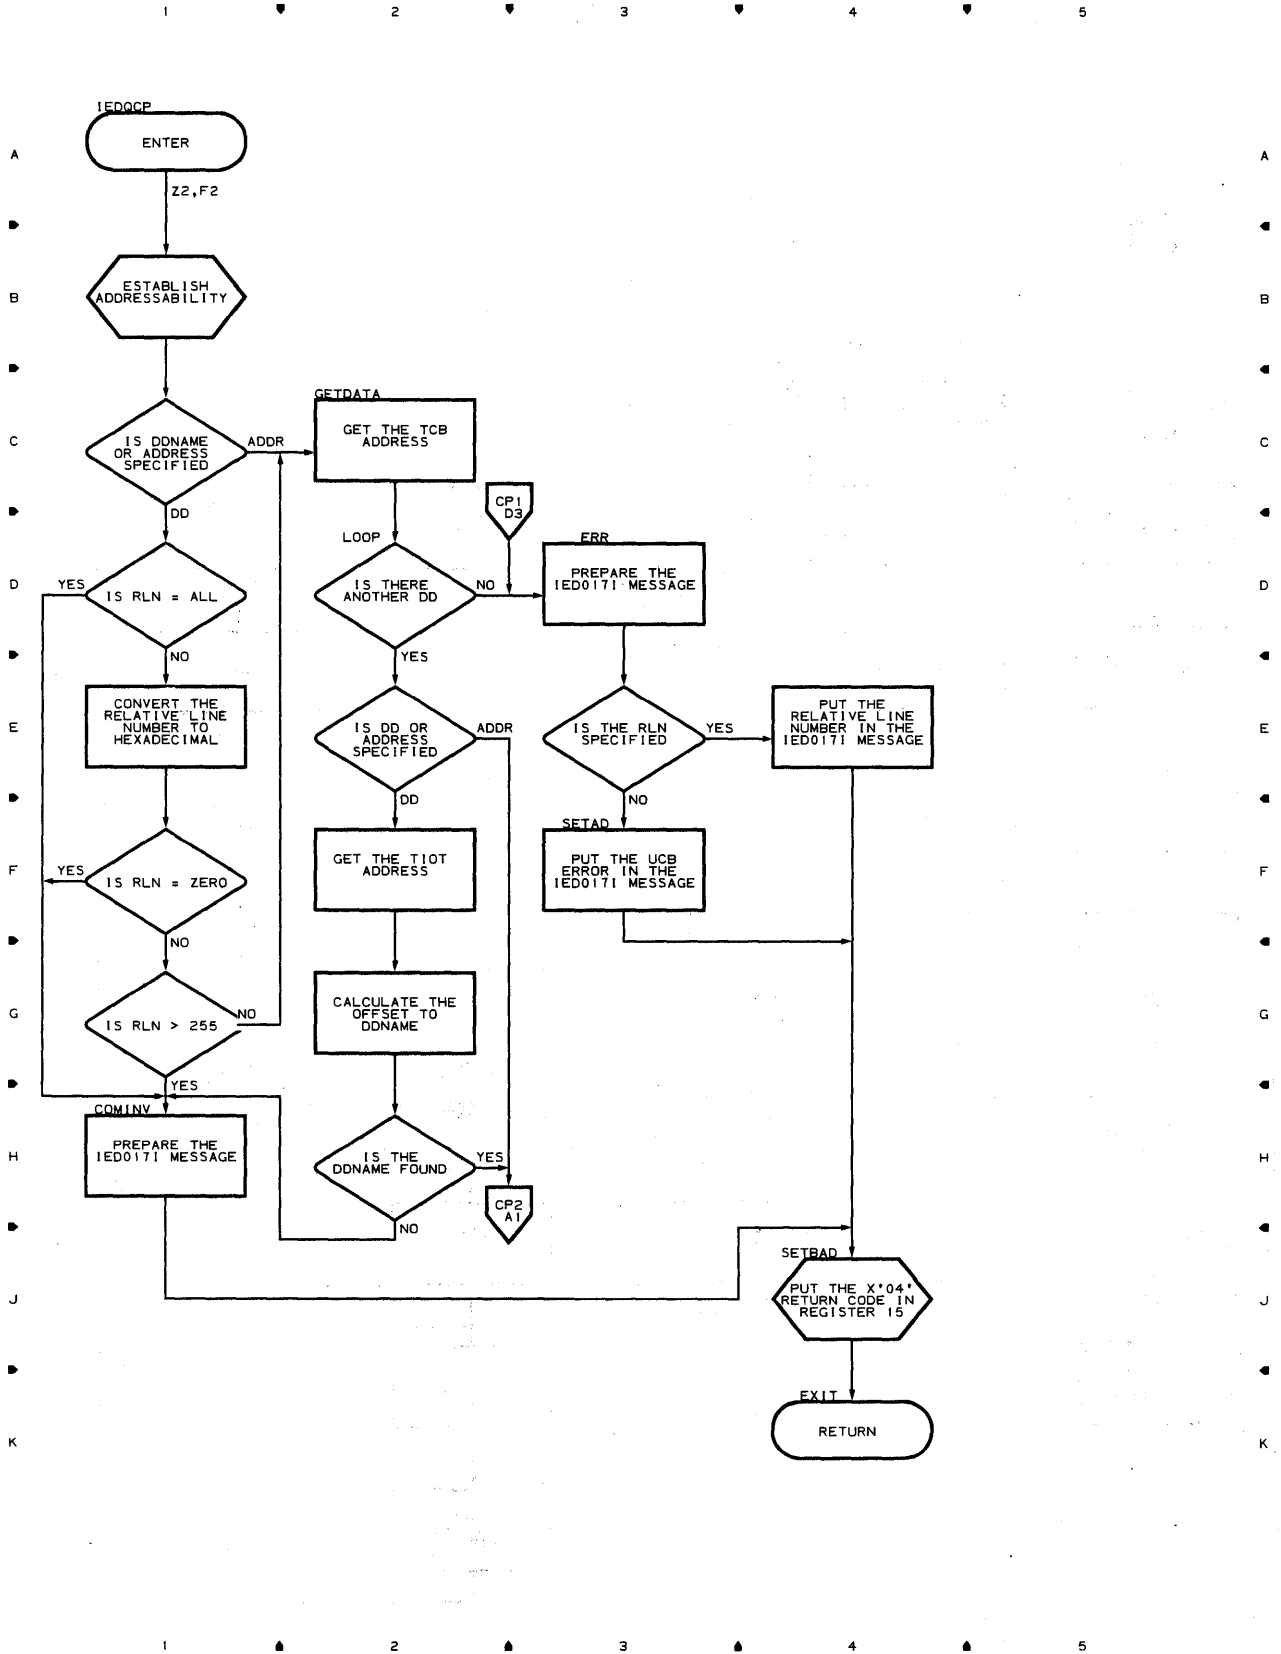 1 2 3 4 5
IEDQCP
ENTER
A A
Z2,F2
ESTABLISH
ADDRESSABILITY
B B
GETDATA
IS DDNAME
OR ADDRESS
SPECIFIED
ADDR
GET THE TCB
ADDRESS
C C
DD
CP1
D3
LOOP
ERR
YES
IS RLN = ALL
IS THERE
ANOTHER DD
NO
PREPARE THE
IED017I MESSAGE
D D
NO
YES
CONVERT THE
RELATIVE LINE
NUMBER TO
HEXADECIMAL
IS DD OR
ADDRESS
SPECIFIED
ADDR
IS THE RLN
SPECIFIED
YES
PUT THE
RELATIVE LINE
NUMBER IN THE
IED017I MESSAGE
E E
DD
NO
SETAD
YES
IS RLN = ZERO
GET THE TIOT
ADDRESS
PUT THE UCB
ERROR IN THE
IED017I MESSAGE
F F
NO
IS RLN > 255
NO
CALCULATE THE
OFFSET TO
DDNAME
G G
YES
COMINV
PREPARE THE
IED017I MESSAGE
IS THE
DDNAME FOUND
YES
H H
CP2
A1
NO
SETBAD
PUT THE X'04'
RETURN CODE IN
REGISTER 15
J J
EXIT
RETURN
K K
1 2 3 4 5